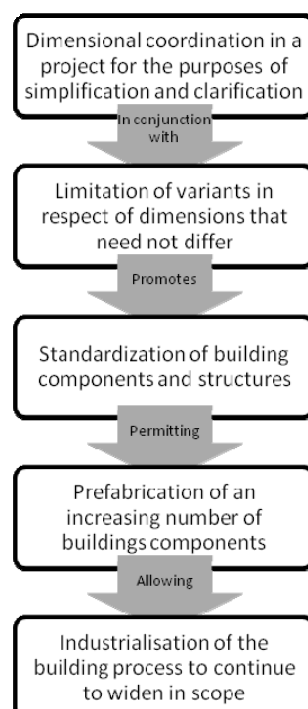 Dimensional coordination in a
project for the purposes of
simplification and clarification
In conjunction
with
Limitation of variants in
respect of dimensions that
need not differ
Promotes
Standardization of building
components and structures
Permitting
Prefabrication of an
increasing number of
buildings components
Allowing
Industrialisation of the
building process to continue
to widen in scope